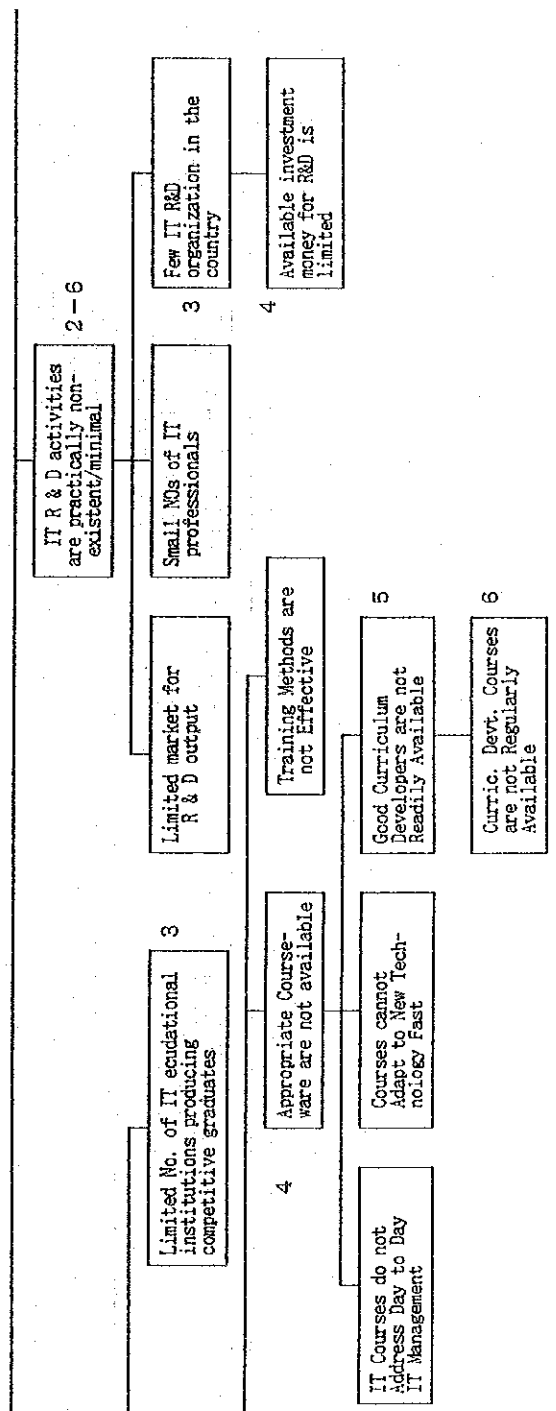 IT R & D activities
are practically non-
existent/minimal
2-6
Limited market for
R & D output
Small NOs of IT
professionals
3
Few IT R&D
organization in the
country
4
Available investment
money for R&D is
limited
Limited No. of IT ecudational
institutions producing
competitive graduates
3
4
Appropriate Course-
ware are not available
Training Methods are
not Effective
IT Courses do not
Address Day to Day
IT Management
Courses cannot
Adapt to New Tech-
nology Fast
Good Curriculum
Developers are not
Readily Available
5
Curric. Devt. Courses
are not Regularly
Available
6